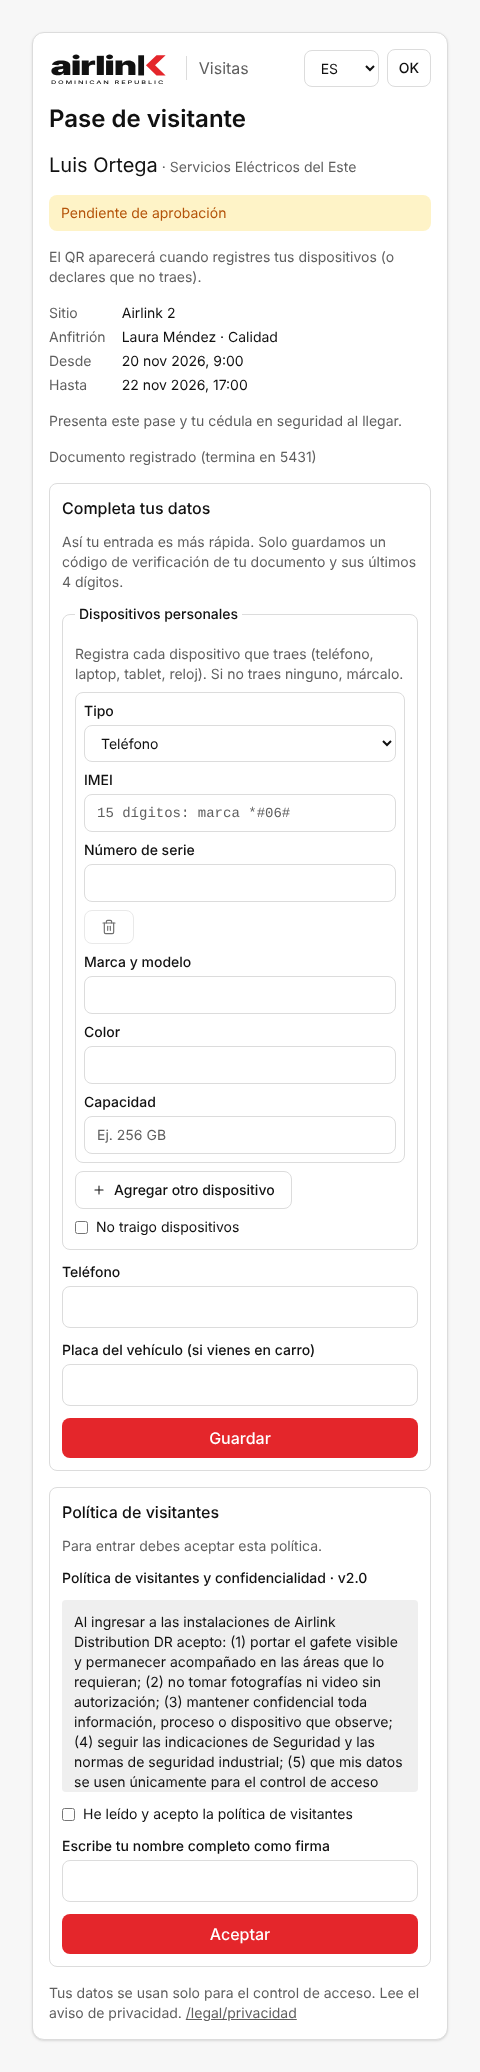 airlink
DOMINICAN REPUBLIC
Visitas
ES
OK
Pase de visitante
Luis Ortega · Servicios Eléctricos del Este
Pendiente de aprobación
El QR aparecerá cuando registres tus dispositivos (o
declares que no traes).
Sitio Airlink 2
Anfitrión Laura Méndez · Calidad
Desde 20 nov 2026, 9:00
Hasta 22 nov 2026, 17:00
Presenta este pase y tu cédula en seguridad al llegar.
Documento registrado (termina en 5431)
Completa tus datos
Así tu entrada es más rápida. Solo guardamos un
código de verificación de tu documento y sus últimos
4 dígitos.
Dispositivos personales
Registra cada dispositivo que traes (teléfono,
laptop, tablet, reloj). Si no traes ninguno, márcalo.
Tipo
Teléfono
IMEI
15 dígitos: marca *#06#
Número de serie
Marca y modelo
Color
Capacidad
Ej. 256 GB
+ Agregar otro dispositivo
No traigo dispositivos
Teléfono
Placa del vehículo (si vienes en carro)
Guardar
Política de visitantes
Para entrar debes aceptar esta política.
Política de visitantes y confidencialidad · v2.0
Al ingresar a las instalaciones de Airlink
Distribution DR acepto: (1) portar el gafete visible
y permanecer acompañado en las áreas que lo
requieran; (2) no tomar fotografías ni video sin
autorización; (3) mantener confidencial toda
información, proceso o dispositivo que observe;
(4) seguir las indicaciones de Seguridad y las
normas de seguridad industrial; (5) que mis datos
se usen únicamente para el control de acceso
He leído y acepto la política de visitantes
Escribe tu nombre completo como firma
Aceptar
Tus datos se usan solo para el control de acceso. Lee el
aviso de privacidad. /legal/privacidad